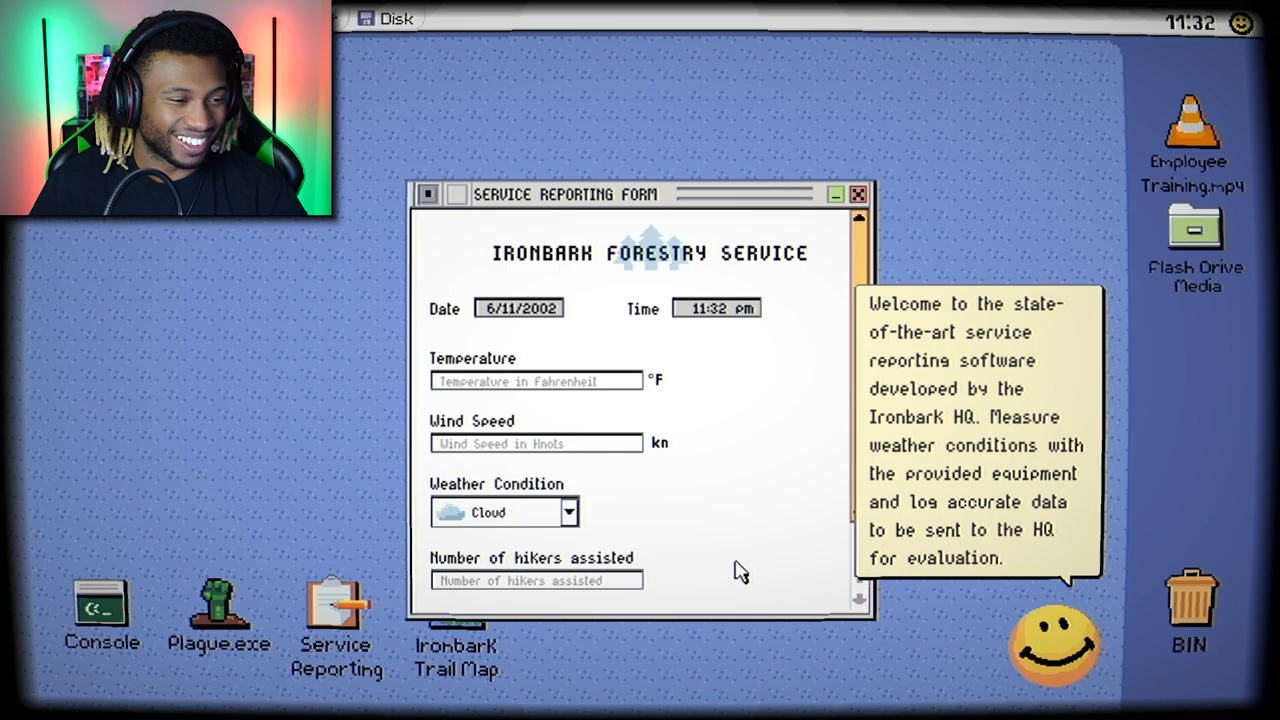 Disk
11:32
Employee
Training.mp4
Flash Drive
Media
SERVICE REPORTING FORM
IRONBARK FORESTRY SERVICE
Date 6/11/2002 Time 11:32 pm
Temperature
Temperature in Fahrenheit °F
Wind Speed
Wind Speed in Knots kn
Weather Condition
Cloud
Number of hikers assisted
Number of hikers assisted
Welcome to the state-
of-the-art service
reporting software
developed by the
Ironbark HQ. Measure
weather conditions with
the provided equipment
and log accurate data
to be sent to the HQ
for evaluation.
Console
Plague.exe
Service
Reporting
Ironbark
Trail Map
BIN